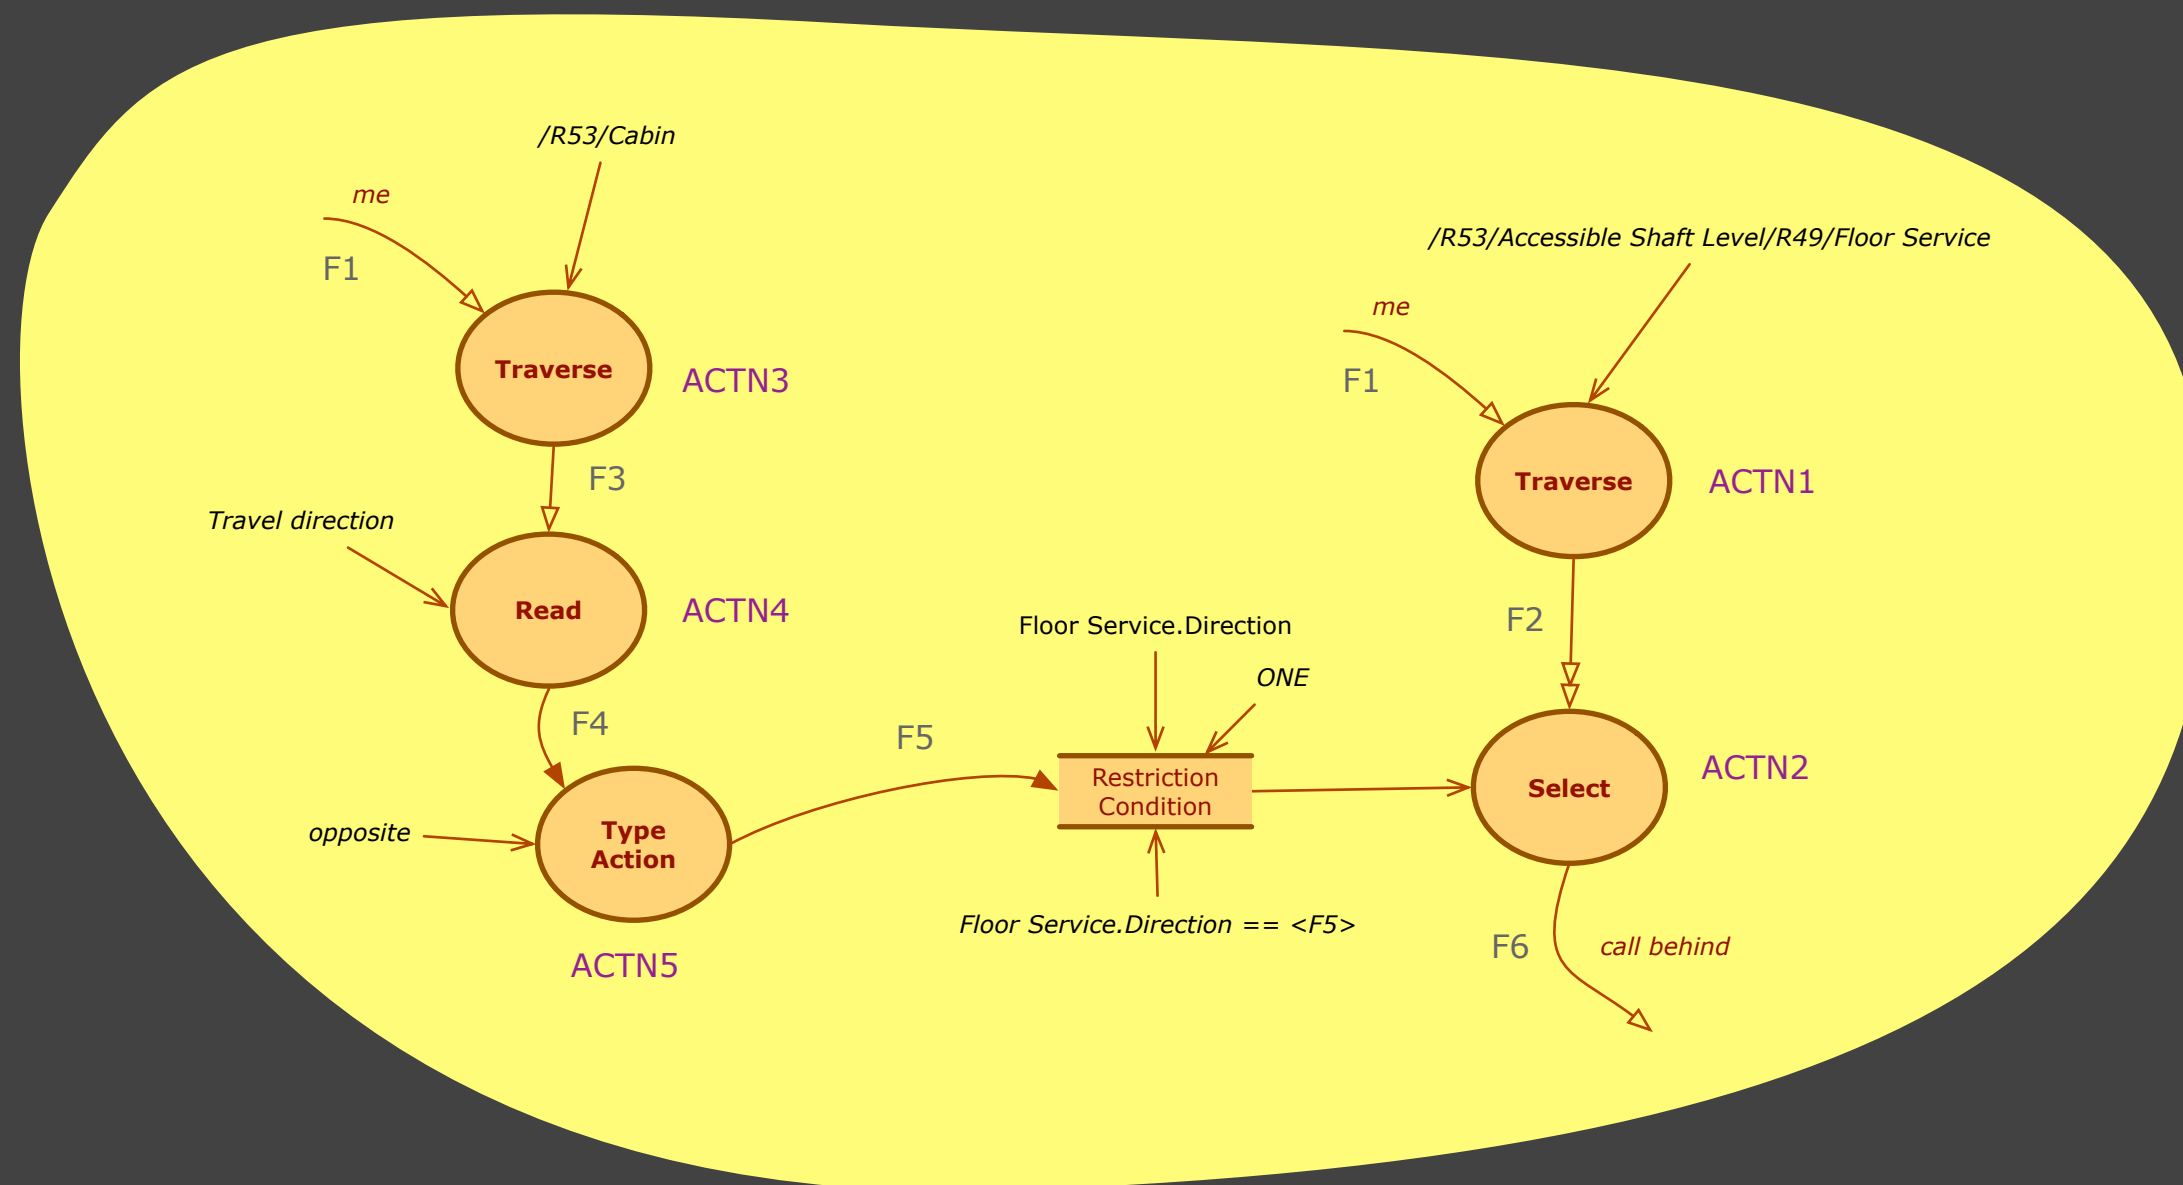 /R53/Cabin
me
F1
/R53/Accessible Shaft Level/R49/Floor Service
me
F1
Traverse
ACTN3
F3
Traverse
ACTN1
Travel direction
Read
ACTN4
F2
Floor Service.Direction
ONE
F4
F5
Restriction
Condition
Select
ACTN2
opposite
Type
Action
Floor Service.Direction == <F5>
F6
call behind
ACTN5